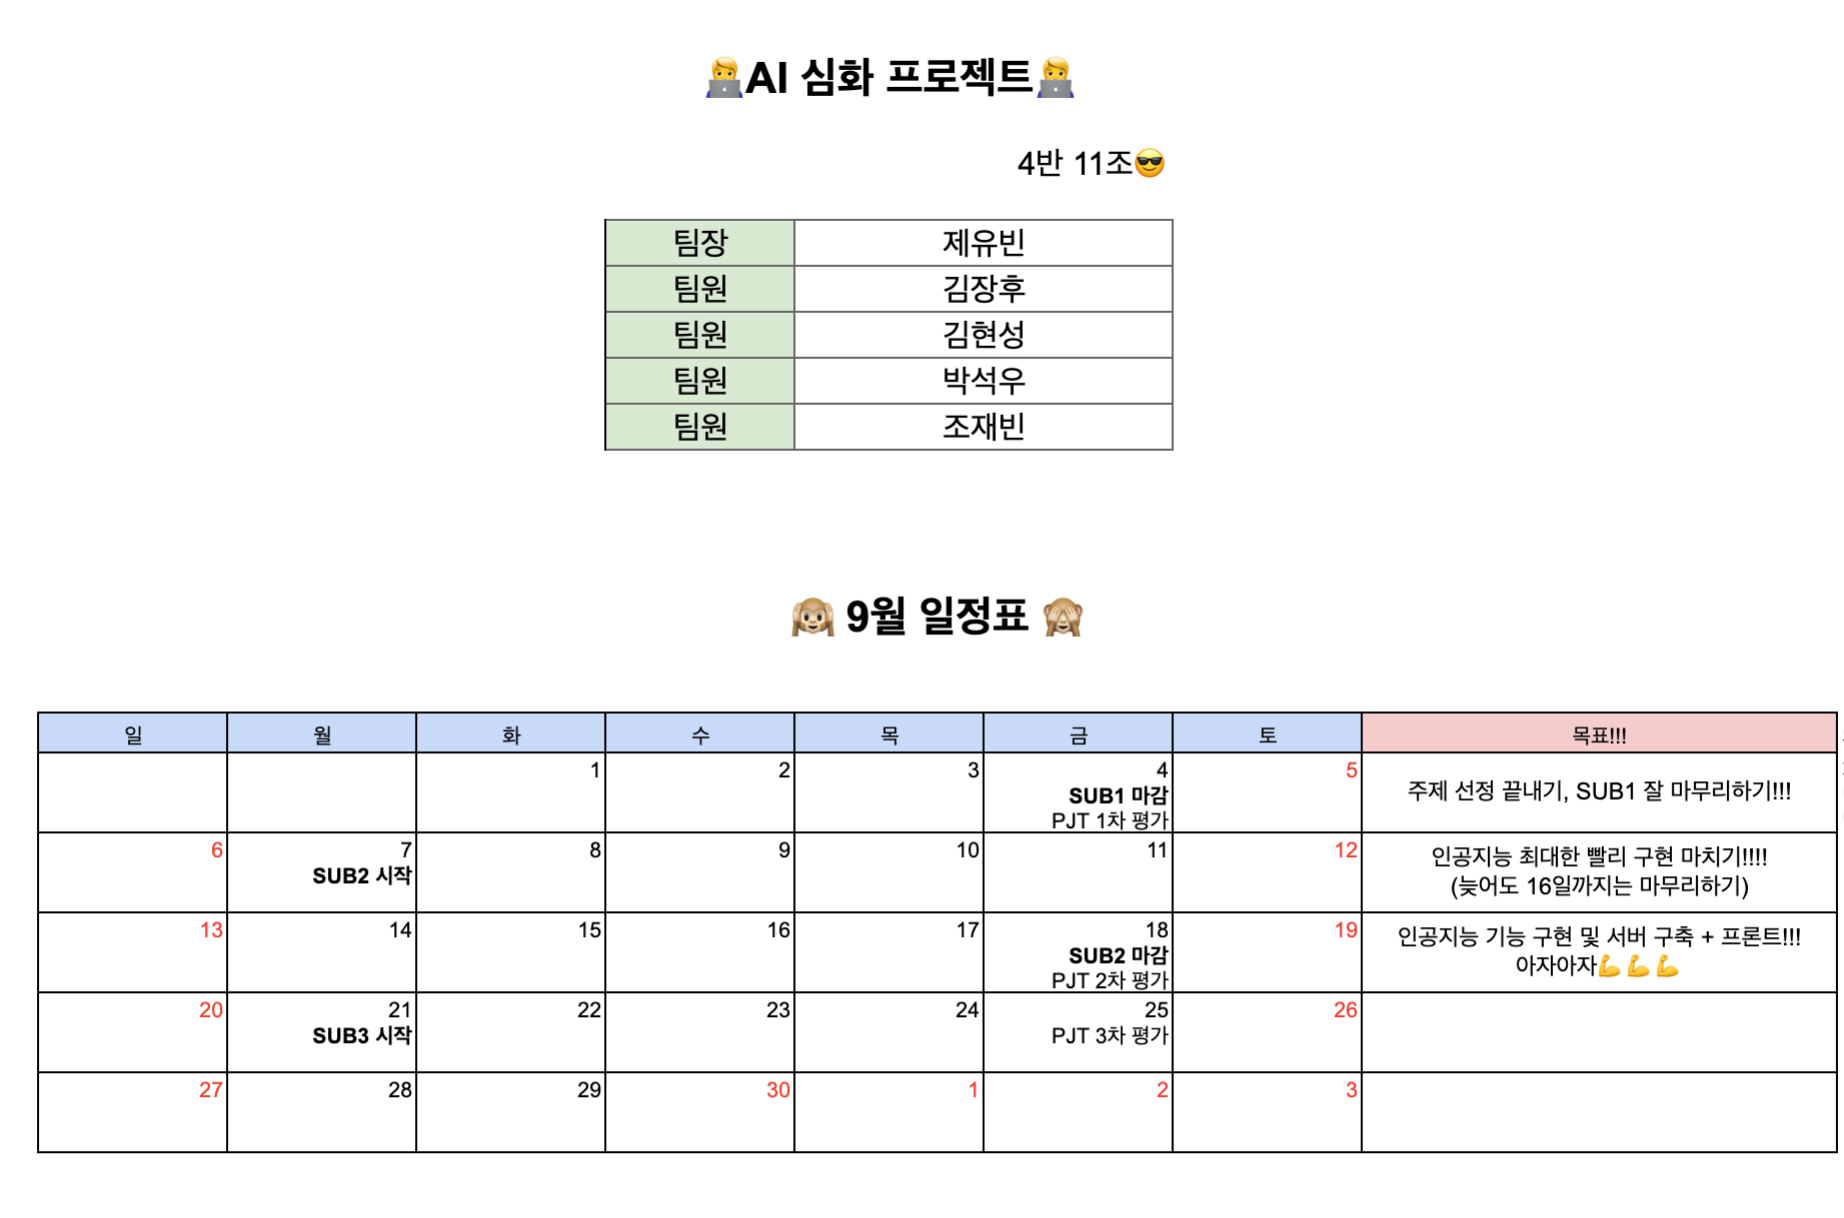 🧑‍💻AI 심화 프로젝트🧑‍💻
4반 11조😎
팀장 제유빈
팀원 김장후
팀원 김현성
팀원 박석우
팀원 조재빈
🙉 9월 일정표 🙈
일 월 화 수 목 금 토 목표!!!
1 2 3 4 5
SUB1 마감
PJT 1차 평가
주제 선정 끝내기, SUB1 잘 마무리하기!!!
6 7 8 9 10 11 12
SUB2 시작
인공지능 최대한 빨리 구현 마치기!!!!
(늦어도 16일까지는 마무리하기)
13 14 15 16 17 18 19
SUB2 마감
PJT 2차 평가
인공지능 기능 구현 및 서버 구축 + 프론트!!!
아자아자💪💪💪
20 21 22 23 24 25 26
SUB3 시작
PJT 3차 평가
27 28 29 30 1 2 3